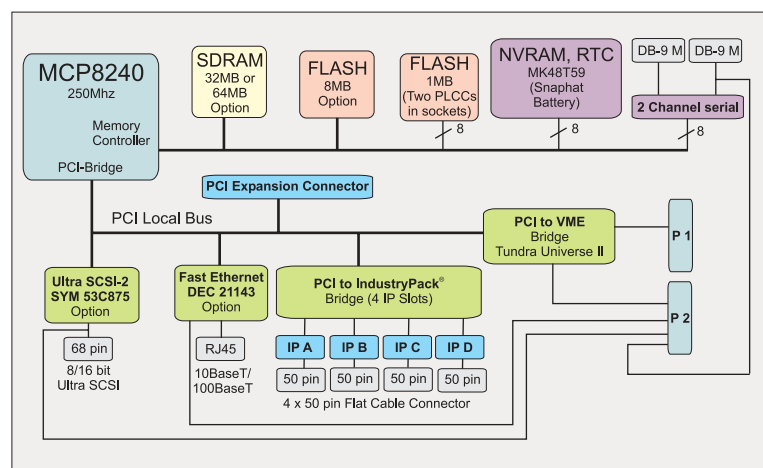 MCP8240
250Mhz
Memory
Controller
PCI-Bridge
SDRAM
32MB or
64MB
Option
FLASH
8MB
Option
FLASH
1MB
(Two PLCCs
in sockets)
8
NVRAM, RTC
MK48T59
(Snaphat
Battery)
8
DB-9 M
DB-9 M
2 Channel serial
8
PCI Expansion Connector
PCI Local Bus
PCI to VME
Bridge
Tundra Universe II
P 1
P 2
Ultra SCSI-2
SYM 53C875
Option
68 pin
8/16 bit
Ultra SCSI
Fast Ethernet
DEC 21143
Option
RJ45
10BaseT/
100BaseT
PCI to IndustryPack®
Bridge (4 IP Slots)
IP A
IP B
IP C
IP D
50 pin
50 pin
50 pin
50 pin
4 x 50 pin Flat Cable Connector